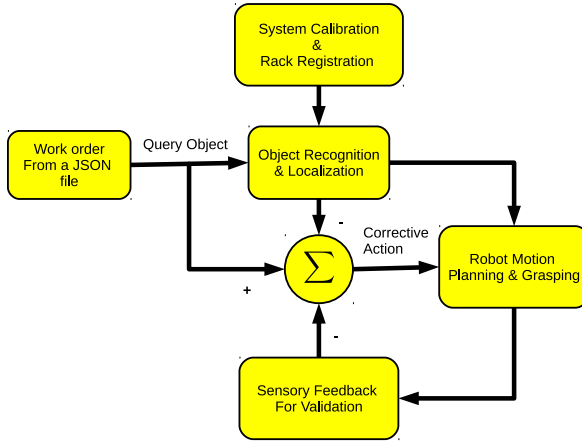 System Calibration
&
Rack Registration
Work order
From a JSON
file
Query Object
Object Recognition
& Localization
-
Corrective
Action
Σ
+
Robot Motion
Planning & Grasping
-
Sensory Feedback
For Validation